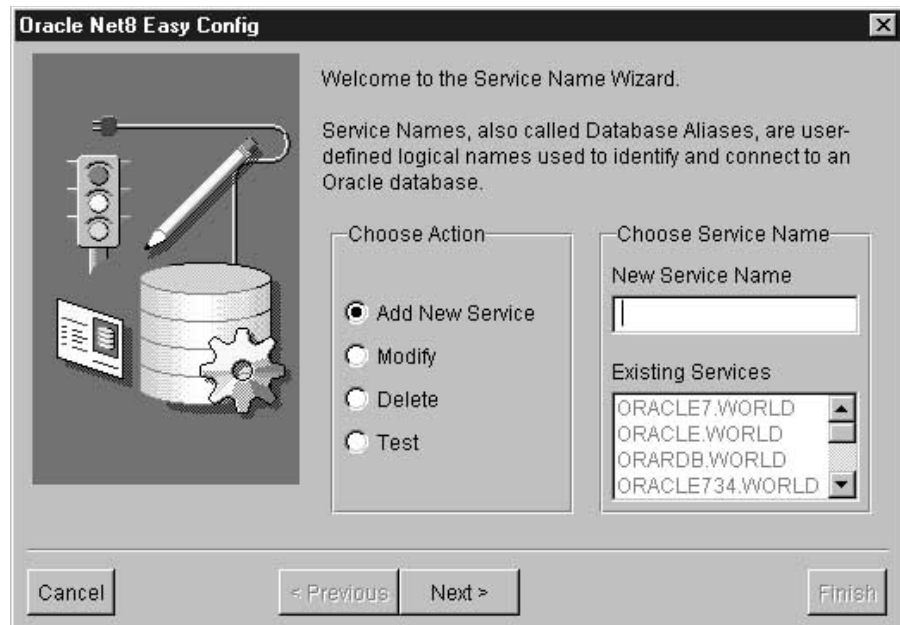 Oracle Net8 Easy Config
Welcome to the Service Name Wizard.
Service Names, also called Database Aliases, are user-
defined logical names used to identify and connect to an
Oracle database.
Choose Action
Add New Service
Modify
Delete
Test
Choose Service Name
New Service Name
Existing Services
ORACLE7.WORLD
ORACLE.WORLD
ORARDB.WORLD
ORACLE734.WORLD
Cancel
< Previous
Next >
Finish